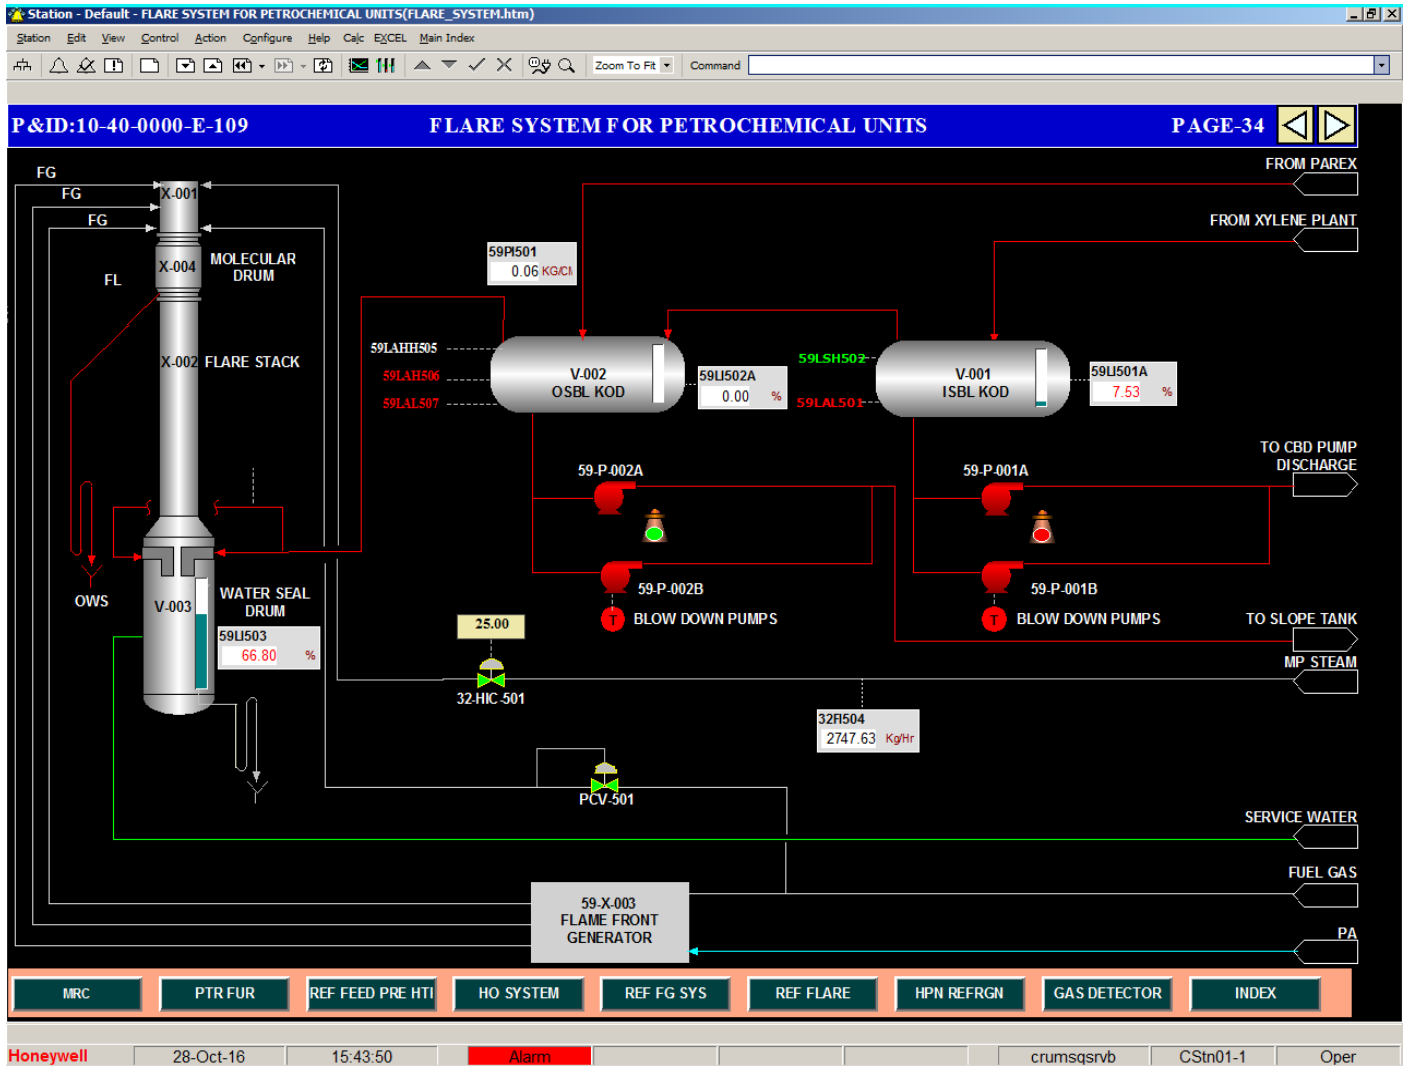 Station - Default - FLARE SYSTEM FOR PETROCHEMICAL UNITS(FLARE_SYSTEM.htm)
Station Edit View Control Action Configure Help Calc EXCEL Main Index
Zoom To Fit Command
P&ID:10-40-0000-E-109 FLARE SYSTEM FOR PETROCHEMICAL UNITS PAGE-34
FROM PAREX
FG
X-001
FG
FG
FROM XYLENE PLANT
59PI501
0.06 KG/CM
MOLECULAR
DRUM
X-004
FL
59LAHH505
59LAH506
59LAL507
X-002 FLARE STACK
V-002
OSBL KOD
59LI502A
0.00 %
59LSH502
59LAL501
V-001
ISBL KOD
59LI501A
7.53 %
TO CBD PUMP
DISCHARGE
59-P-002A
59-P-001A
59-P-002B
59-P-001B
T BLOW DOWN PUMPS
T BLOW DOWN PUMPS
OWS
V-003
WATER SEAL
DRUM
59LI503
66.80 %
25.00
32-HIC-501
TO SLOPE TANK
MP STEAM
32FI504
2747.63 Kg/Hr
PCV-501
SERVICE WATER
FUEL GAS
59-X-003
FLAME FRONT
GENERATOR
PA
MRC PTR FUR REF FEED PRE HTI HO SYSTEM REF FG SYS REF FLARE HPN REFRGN GAS DETECTOR INDEX
Honeywell 28-Oct-16 15:43:50 Alarm crumsqsrvb CStn01-1 Oper